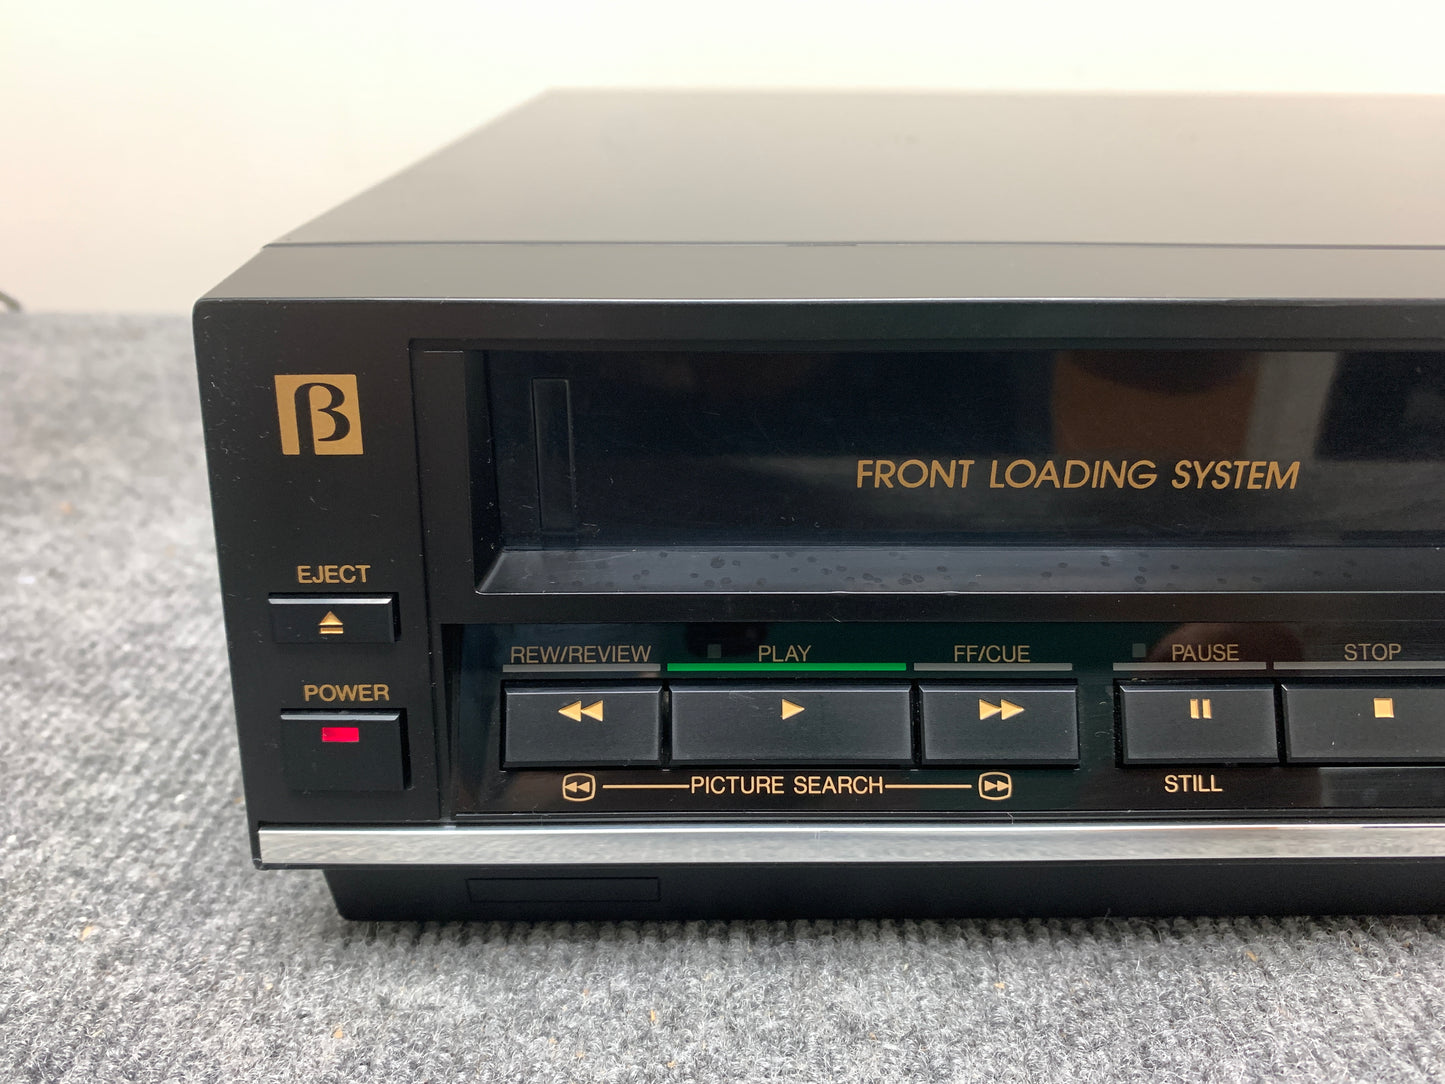 β
FRONT LOADING SYSTEM
EJECT
POWER
REW/REVIEW PLAY FF/CUE PAUSE STOP
PICTURE SEARCH STILL